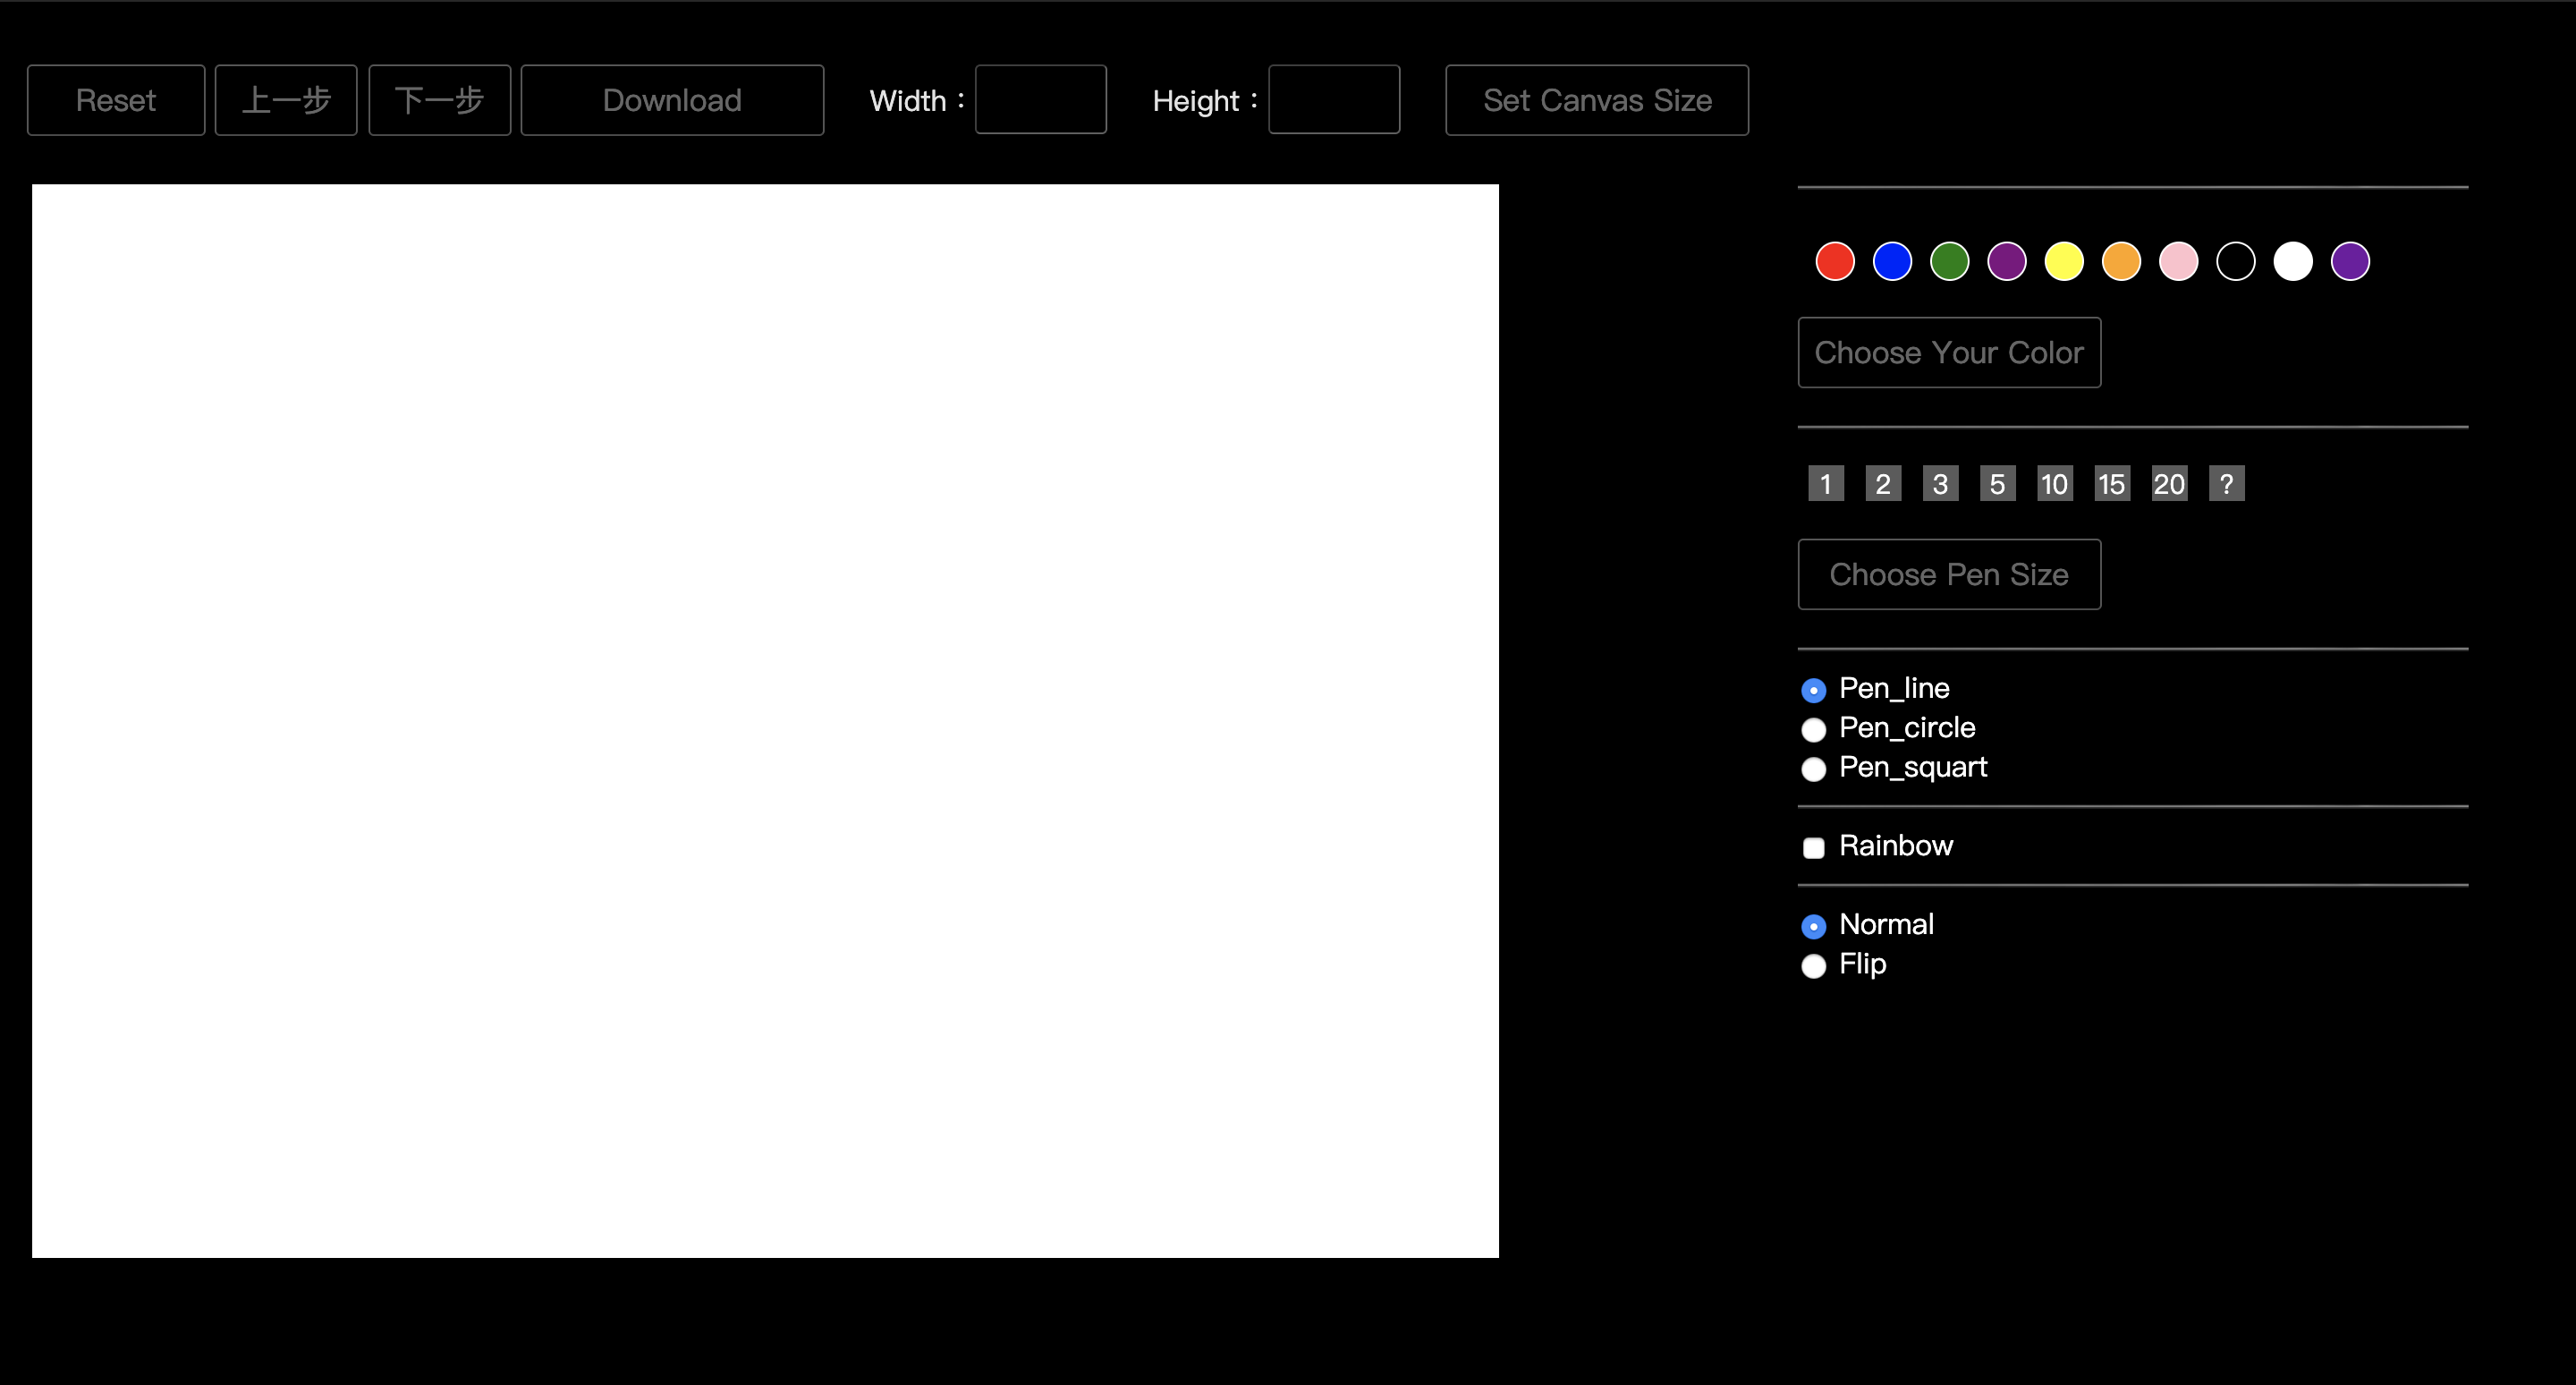 Reset 上一步 下一步 Download Width： Height： Set Canvas Size
Choose Your Color
1 2 3 5 10 15 20 ?
Choose Pen Size
Pen_line
Pen_circle
Pen_squart
Rainbow
Normal
Flip